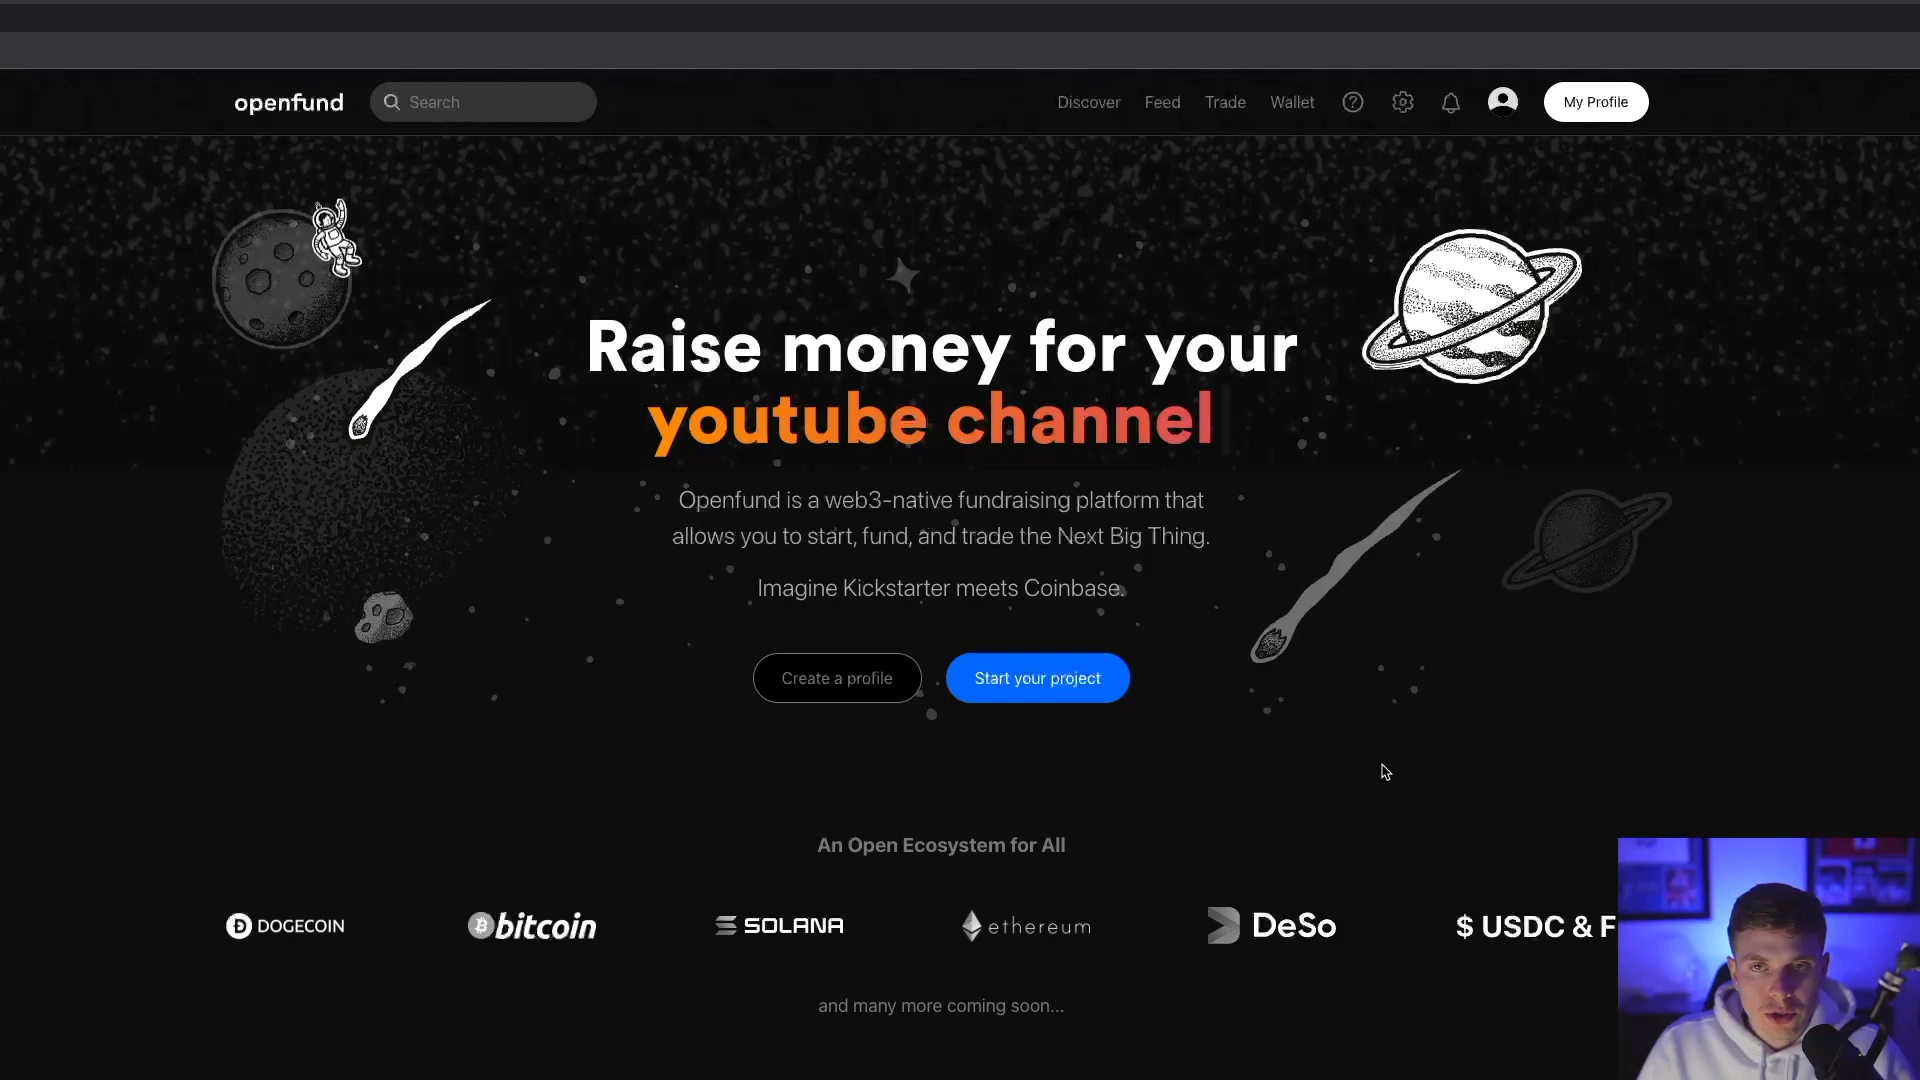 openfund
Search
Discover
Feed
Trade
Wallet
My Profile
Raise money for your
youtube channel
Openfund is a web3-native fundraising platform that
allows you to start, fund, and trade the Next Big Thing.
Imagine Kickstarter meets Coinbase.
Create a profile
Start your project
An Open Ecosystem for All
DOGECOIN
bitcoin
SOLANA
ethereum
DeSo
$ USDC & F
and many more coming soon...